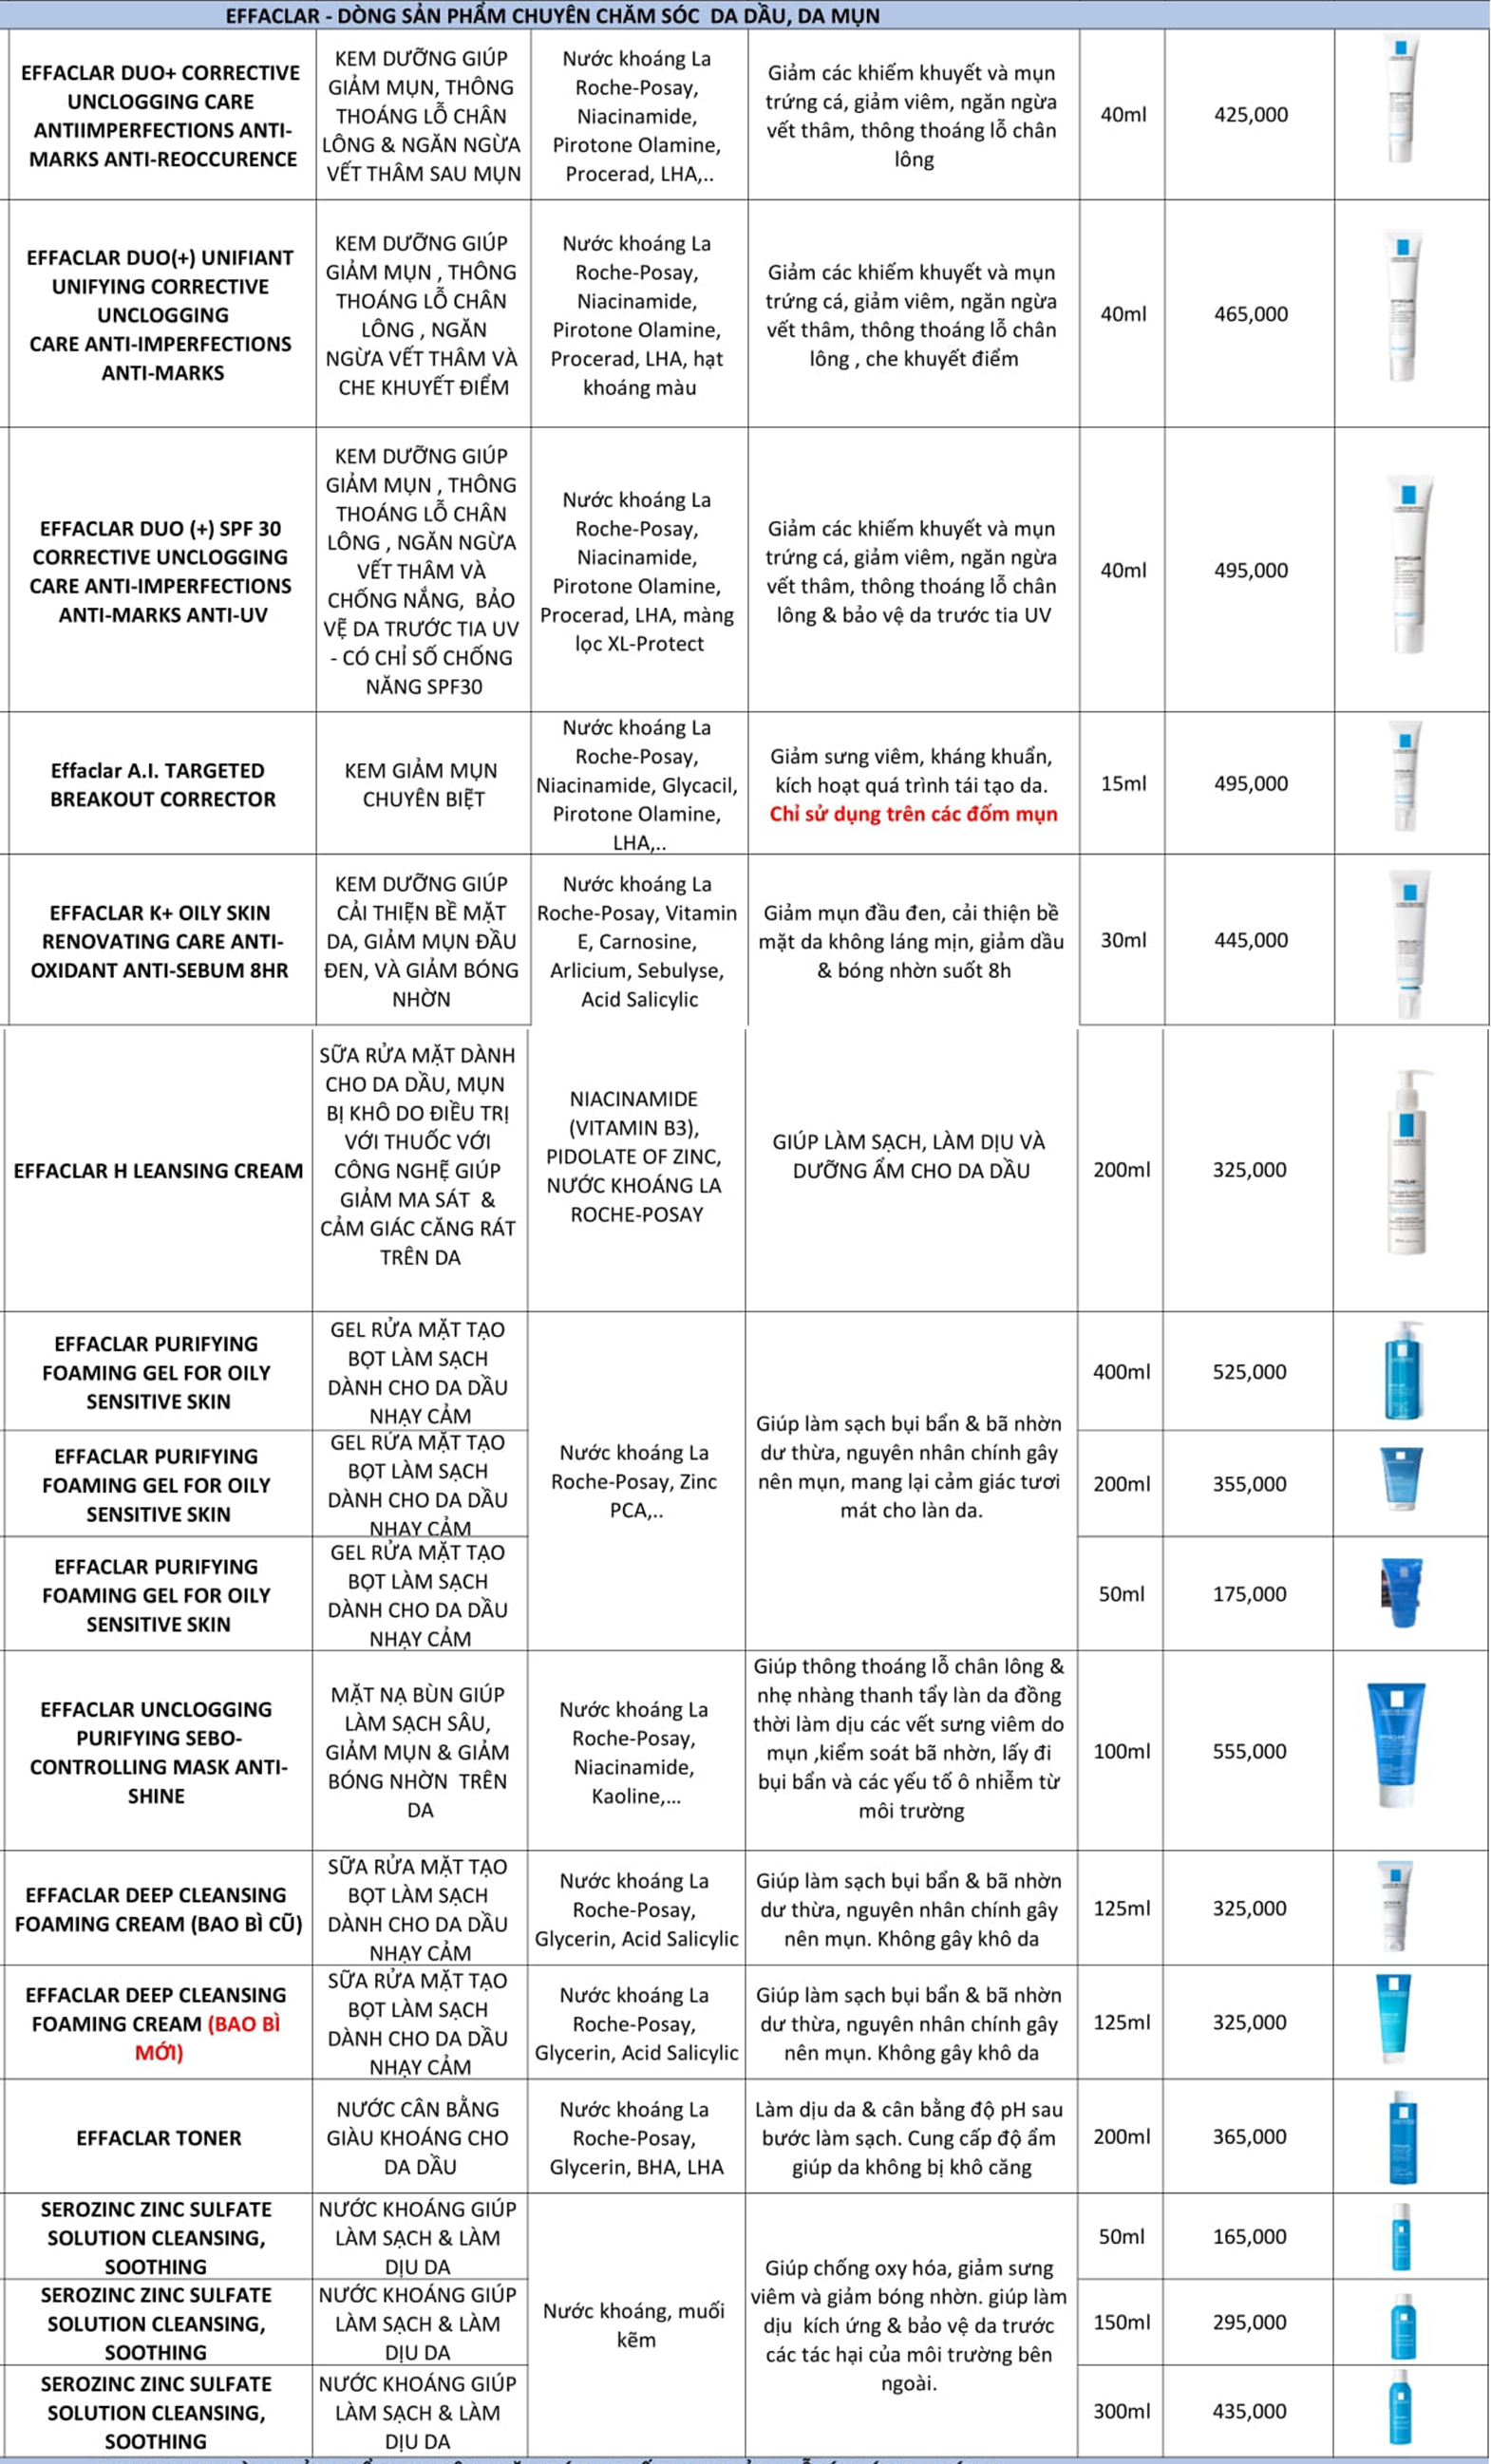 EFFACLAR - DÒNG SẢN PHẨM CHUYÊN CHĂM SÓC DA DẦU, DA MỤN
EFFACLAR DUO+ CORRECTIVE
UNCLOGGING CARE
ANTIIMPERFECTIONS ANTI-
MARKS ANTI-REOCCURENCE
KEM DƯỠNG GIÚP
GIẢM MỤN, THÔNG
THOÁNG LỖ CHÂN
LÔNG & NGĂN NGỪA
VẾT THÂM SAU MỤN
Nước khoáng La
Roche-Posay,
Niacinamide,
Pirotone Olamine,
Procerad, LHA,..
Giảm các khiếm khuyết và mụn
trứng cá, giảm viêm, ngăn ngừa
vết thâm, thông thoáng lỗ chân
lông
40ml
425,000
EFFACLAR DUO(+) UNIFIANT
UNIFYING CORRECTIVE
UNCLOGGING
CARE ANTI-IMPERFECTIONS
ANTI-MARKS
KEM DƯỠNG GIÚP
GIẢM MỤN , THÔNG
THOÁNG LỖ CHÂN
LÔNG , NGĂN
NGỪA VẾT THÂM VÀ
CHE KHUYẾT ĐIỂM
Nước khoáng La
Roche-Posay,
Niacinamide,
Pirotone Olamine,
Procerad, LHA, hạt
khoáng màu
Giảm các khiếm khuyết và mụn
trứng cá, giảm viêm, ngăn ngừa
vết thâm, thông thoáng lỗ chân
lông , che khuyết điểm
40ml
465,000
EFFACLAR DUO (+) SPF 30
CORRECTIVE UNCLOGGING
CARE ANTI-IMPERFECTIONS
ANTI-MARKS ANTI-UV
KEM DƯỠNG GIÚP
GIẢM MỤN , THÔNG
THOÁNG LỖ CHÂN
LÔNG , NGĂN NGỪA
VẾT THÂM VÀ
CHỐNG NẮNG, BẢO
VỆ DA TRƯỚC TIA UV
- CÓ CHỈ SỐ CHỐNG
NĂNG SPF30
Nước khoáng La
Roche-Posay,
Niacinamide,
Pirotone Olamine,
Procerad, LHA, màng
lọc XL-Protect
Giảm các khiếm khuyết và mụn
trứng cá, giảm viêm, ngăn ngừa
vết thâm, thông thoáng lỗ chân
lông & bảo vệ da trước tia UV
40ml
495,000
Effaclar A.I. TARGETED
BREAKOUT CORRECTOR
KEM GIẢM MỤN
CHUYÊN BIỆT
Nước khoáng La
Roche-Posay,
Niacinamide, Glycacil,
Pirotone Olamine,
LHA,..
Giảm sưng viêm, kháng khuẩn,
kích hoạt quá trình tái tạo da.
Chỉ sử dụng trên các đốm mụn
15ml
495,000
EFFACLAR K+ OILY SKIN
RENOVATING CARE ANTI-
OXIDANT ANTI-SEBUM 8HR
KEM DƯỠNG GIÚP
CẢI THIỆN BỀ MẶT
DA, GIẢM MỤN ĐẦU
ĐEN, VÀ GIẢM BÓNG
NHỜN
Nước khoáng La
Roche-Posay, Vitamin
E, Carnosine,
Arlicium, Sebulyse,
Acid Salicylic
Giảm mụn đầu đen, cải thiện bề
mặt da không láng mịn, giảm dầu
& bóng nhờn suốt 8h
30ml
445,000
EFFACLAR H LEANSING CREAM
SỮA RỬA MẶT DÀNH
CHO DA DẦU, MỤN
BỊ KHÔ DO ĐIỀU TRỊ
VỚI THUỐC VỚI
CÔNG NGHỆ GIÚP
GIẢM MA SÁT &
CẢM GIÁC CĂNG RÁT
TRÊN DA
NIACINAMIDE
(VITAMIN B3),
PIDOLATE OF ZINC,
NƯỚC KHOÁNG LA
ROCHE-POSAY
GIÚP LÀM SẠCH, LÀM DỊU VÀ
DƯỠNG ẨM CHO DA DẦU
200ml
325,000
EFFACLAR PURIFYING
FOAMING GEL FOR OILY
SENSITIVE SKIN
GEL RỬA MẶT TẠO
BỌT LÀM SẠCH
DÀNH CHO DA DẦU
NHẠY CẢM
400ml
525,000
EFFACLAR PURIFYING
FOAMING GEL FOR OILY
SENSITIVE SKIN
GEL RỬA MẶT TẠO
BỌT LÀM SẠCH
DÀNH CHO DA DẦU
NHẠY CẢM
Nước khoáng La
Roche-Posay, Zinc
PCA,..
Giúp làm sạch bụi bẩn & bã nhờn
dư thừa, nguyên nhân chính gây
nên mụn, mang lại cảm giác tươi
mát cho làn da.
200ml
355,000
EFFACLAR PURIFYING
FOAMING GEL FOR OILY
SENSITIVE SKIN
GEL RỬA MẶT TẠO
BỌT LÀM SẠCH
DÀNH CHO DA DẦU
NHẠY CẢM
50ml
175,000
EFFACLAR UNCLOGGING
PURIFYING SEBO-
CONTROLLING MASK ANTI-
SHINE
MẶT NẠ BÙN GIÚP
LÀM SẠCH SÂU,
GIẢM MỤN & GIẢM
BÓNG NHỜN TRÊN
DA
Nước khoáng La
Roche-Posay,
Niacinamide,
Kaoline,...
Giúp thông thoáng lỗ chân lông &
nhẹ nhàng thanh tẩy làn da đồng
thời làm dịu các vết sưng viêm do
mụn ,kiểm soát bã nhờn, lấy đi
bụi bẩn và các yếu tố ô nhiễm từ
môi trường
100ml
555,000
EFFACLAR DEEP CLEANSING
FOAMING CREAM (BAO BÌ CŨ)
SỮA RỬA MẶT TẠO
BỌT LÀM SẠCH
DÀNH CHO DA DẦU
NHẠY CẢM
Nước khoáng La
Roche-Posay,
Glycerin, Acid Salicylic
Giúp làm sạch bụi bẩn & bã nhờn
dư thừa, nguyên nhân chính gây
nên mụn. Không gây khô da
125ml
325,000
EFFACLAR DEEP CLEANSING
FOAMING CREAM (BAO BÌ
MỚI)
SỮA RỬA MẶT TẠO
BỌT LÀM SẠCH
DÀNH CHO DA DẦU
NHẠY CẢM
Nước khoáng La
Roche-Posay,
Glycerin, Acid Salicylic
Giúp làm sạch bụi bẩn & bã nhờn
dư thừa, nguyên nhân chính gây
nên mụn. Không gây khô da
125ml
325,000
EFFACLAR TONER
NƯỚC CÂN BẰNG
GIÀU KHOÁNG CHO
DA DẦU
Nước khoáng La
Roche-Posay,
Glycerin, BHA, LHA
Làm dịu da & cân bằng độ pH sau
bước làm sạch. Cung cấp độ ẩm
giúp da không bị khô căng
200ml
365,000
SEROZINC ZINC SULFATE
SOLUTION CLEANSING,
SOOTHING
NƯỚC KHOÁNG GIÚP
LÀM SẠCH & LÀM
DỊU DA
50ml
165,000
SEROZINC ZINC SULFATE
SOLUTION CLEANSING,
SOOTHING
NƯỚC KHOÁNG GIÚP
LÀM SẠCH & LÀM
DỊU DA
Nước khoáng, muối
kẽm
Giúp chống oxy hóa, giảm sưng
viêm và giảm bóng nhờn. giúp làm
dịu kích ứng & bảo vệ da trước
các tác hại của môi trường bên
ngoài.
150ml
295,000
SEROZINC ZINC SULFATE
SOLUTION CLEANSING,
SOOTHING
NƯỚC KHOÁNG GIÚP
LÀM SẠCH & LÀM
DỊU DA
300ml
435,000